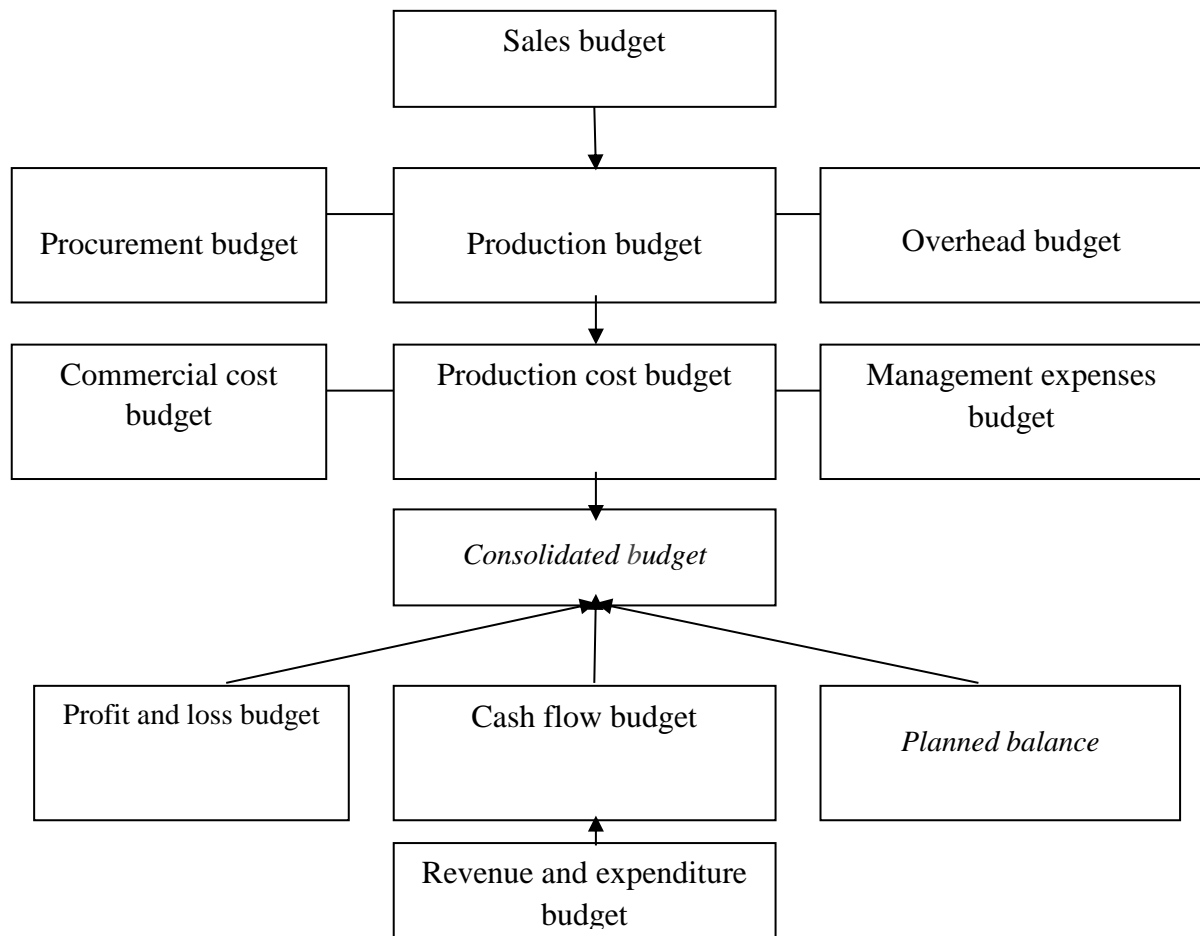 Sales budget
Procurement budget
Production budget
Overhead budget
Commercial cost
budget
Production cost budget
Management expenses
budget
Consolidated budget
Profit and loss budget
Cash flow budget
Planned balance
Revenue and expenditure
budget